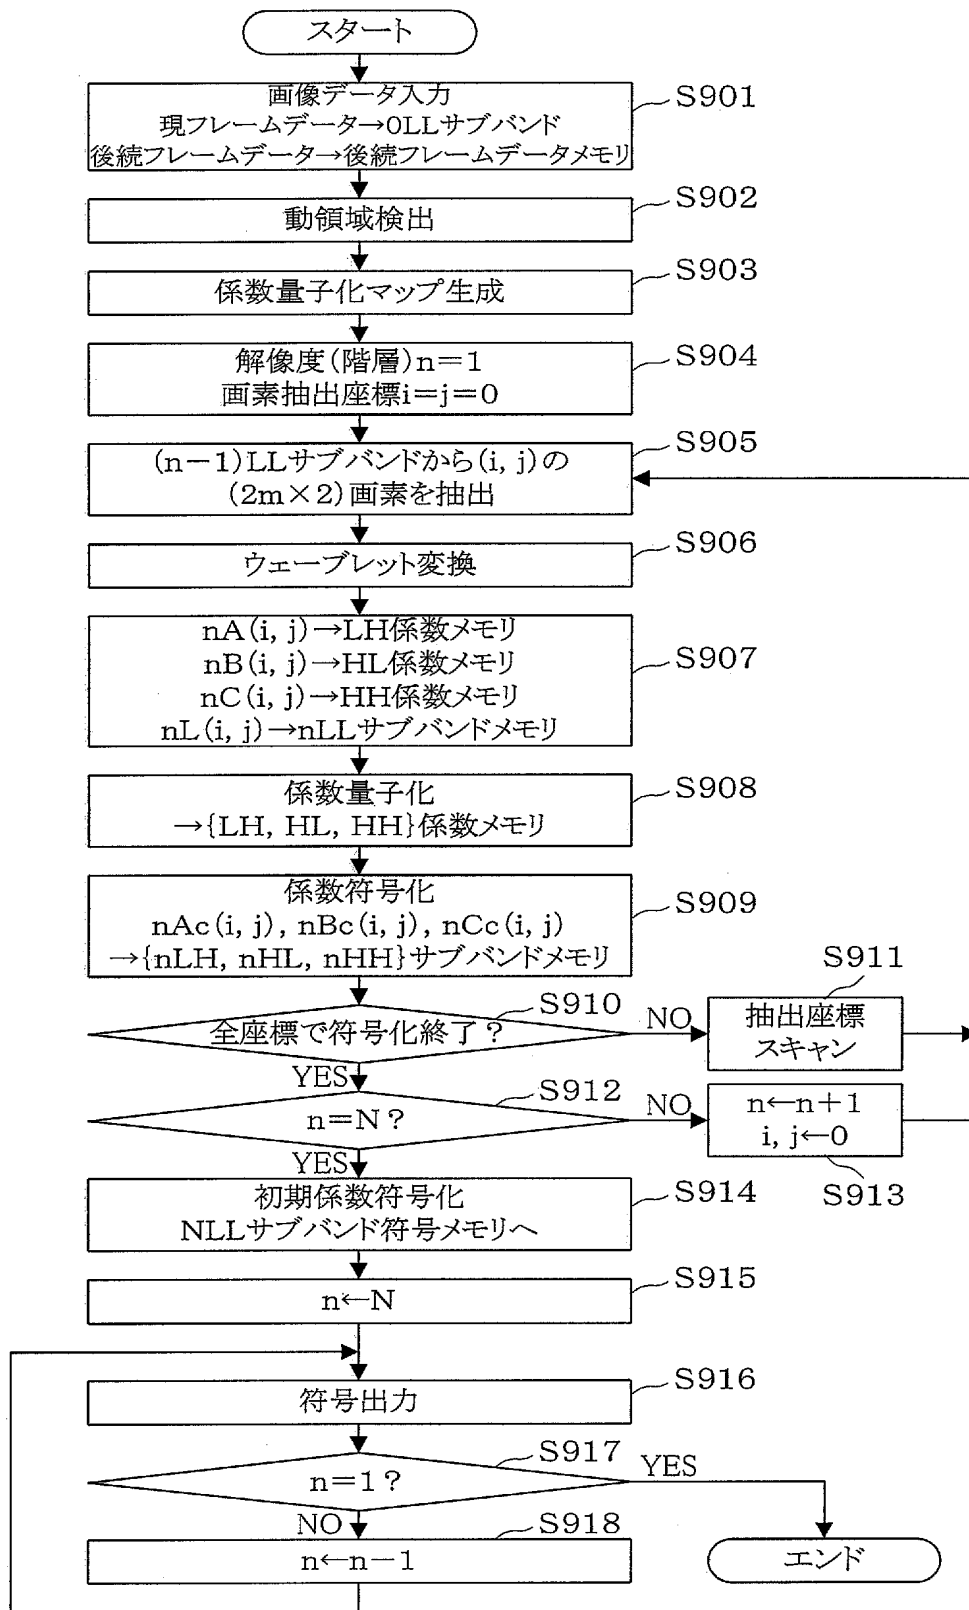 スタート
画像データ入力
現フレームデータ→0LLサブバンド
後続フレームデータ→後続フレームデータメモリ
S901
動領域検出
S902
係数量子化マップ生成
S903
解像度(階層)n=1
画素抽出座標i=j=0
S904
(n-1)LLサブバンドから(i, j)の
(2m×2)画素を抽出
S905
ウェーブレット変換
S906
nA(i, j)→LH係数メモリ
nB(i, j)→HL係数メモリ
nC(i, j)→HH係数メモリ
nL(i, j)→nLLサブバンドメモリ
S907
係数量子化
→{LH, HL, HH}係数メモリ
S908
係数符号化
nAc(i, j), nBc(i, j), nCc(i, j)
→{nLH, nHL, nHH}サブバンドメモリ
S909
全座標で符号化終了?
S910
NO
抽出座標
スキャン
S911
YES
n=N?
S912
NO
n←n+1
i, j←0
S913
YES
初期係数符号化
NLLサブバンド符号メモリへ
S914
n←N
S915
符号出力
S916
n=1?
S917
YES
NO
n←n-1
S918
エンド